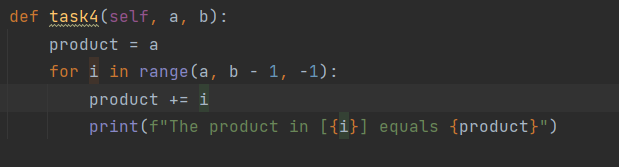 def task4(self, a, b):
    product = a
    for i in range(a, b - 1, -1):
        product += i
        print(f"The product in [{i}] equals {product}")